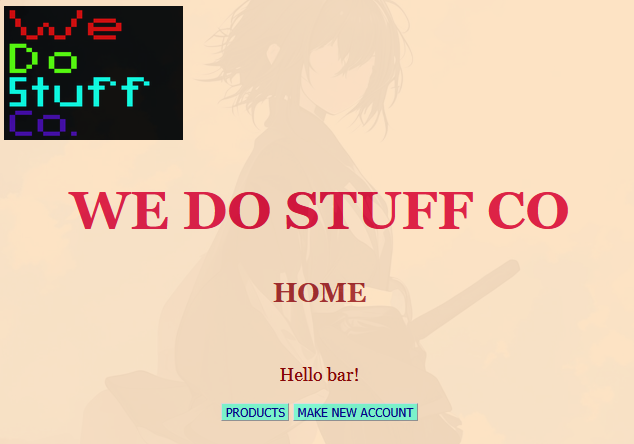 We
Do
Stuff
Co.
WE DO STUFF CO
HOME
Hello bar!
PRODUCTS MAKE NEW ACCOUNT